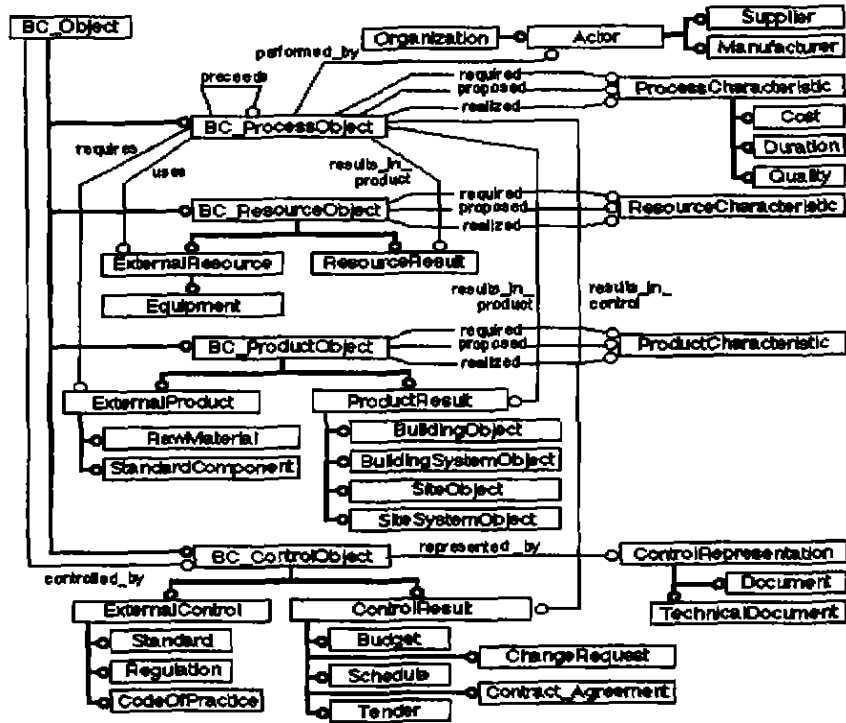 BC_Object
Supplier
Organization
Actor
Manufacturer
performed_by
preceeds
required
proposed
realized
ProcessCharacteristic
BC_ProcessObject
Cost
requires
uses
results_in_
product
Duration
Quality
required
proposed
realized
BC_ResourceObject
ResourceCharacteristic
ExternalResource
ResourceResult
Equipment
results_in_
product
results_in_
control
required
proposed
realized
BC_ProductObject
ProductCharacteristic
ExternalProduct
ProductResult
RawMaterial
BuildingObject
StandardComponent
BuildingSystemObject
SiteObject
SiteSystemObject
BC_ControlObject
represented_by
ControlRepresentation
controlled_by
Document
ExternalControl
ControlResult
TechnicalDocument
Standard
Budget
ChangeRequest
Regulation
Schedule
Contract_Agreement
CodeOfPractice
Tender